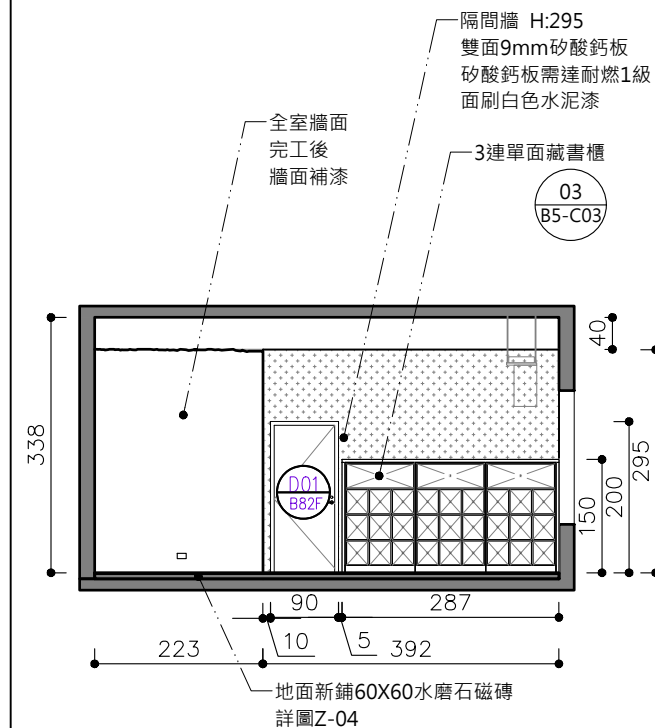 隔間牆 H:295
雙面9mm矽酸鈣板
矽酸鈣板需達耐燃1級
面刷白色水泥漆
全室牆面
完工後
牆面補漆
3連單面藏書櫃
03
B5-C03
40
338
295
200
150
D01
B82F
90
287
10
5
223
392
地面新鋪60X60水磨石磁磚
詳圖Z-04